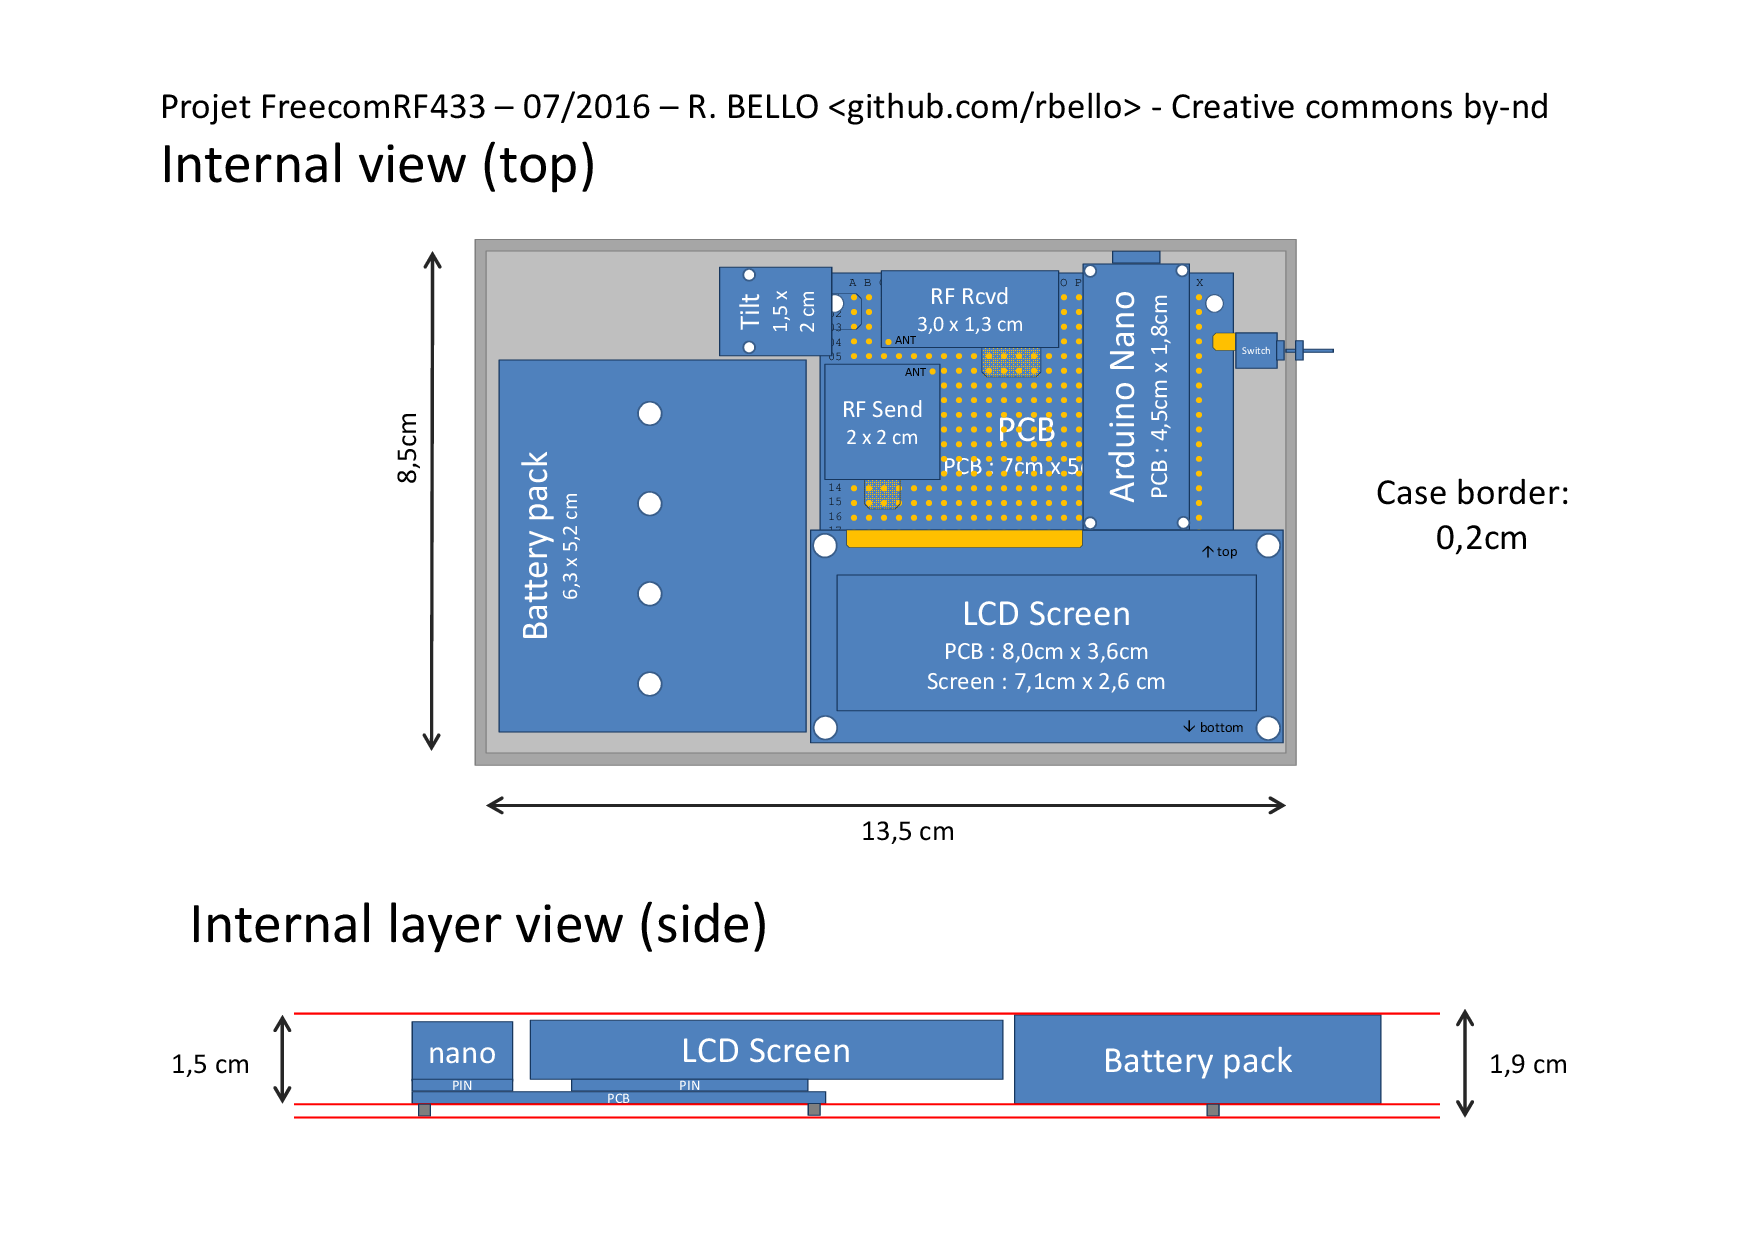 Projet FreecomRF433 – 07/2016 – R. BELLO <github.com/rbello> - Creative commons by-nd
Internal view (top)
8,5cm
Tilt
1,5 x
2 cm
A B
O P
X
RF Rcvd
3,0 x 1,3 cm
ANT
04
05
ANT
RF Send
2 x 2 cm
PCB
PCB : 7cm x 5
14
15
16
Arduino Nano
PCB : 4,5cm x 1,8cm
Switch
Battery pack
6,3 x 5,2 cm
↑ top
LCD Screen
PCB : 8,0cm x 3,6cm
Screen : 7,1cm x 2,6 cm
↓ bottom
Case border:
0,2cm
13,5 cm
Internal layer view (side)
1,5 cm
nano
PIN
LCD Screen
PIN
PCB
Battery pack
1,9 cm